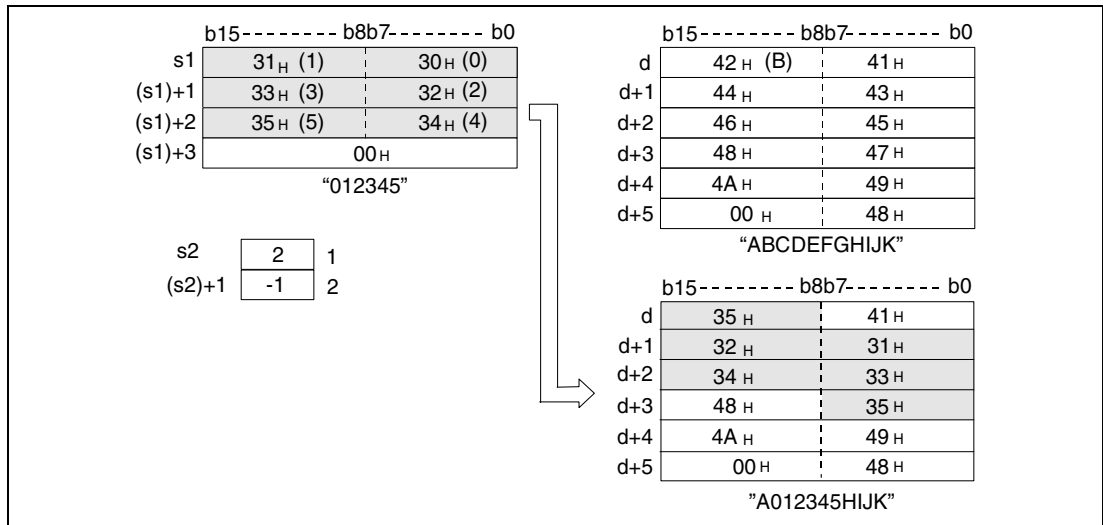 b15--------- b8b7-------- b0
s1 31H (1) 30H (0)
(s1)+1 33H (3) 32H (2)
(s1)+2 35H (5) 34H (4)
(s1)+3 00H
“012345”
s2 2 1
(s2)+1 -1 2
b15--------- b8b7-------- b0
d 42H (B) 41H
d+1 44H 43H
d+2 46H 45H
d+3 48H 47H
d+4 4AH 49H
d+5 00H 48H
“ABCDEFGHIJK”
b15--------- b8b7-------- b0
d 35H 41H
d+1 32H 31H
d+2 34H 33H
d+3 48H 35H
d+4 4AH 49H
d+5 00H 48H
”A012345HIJK”